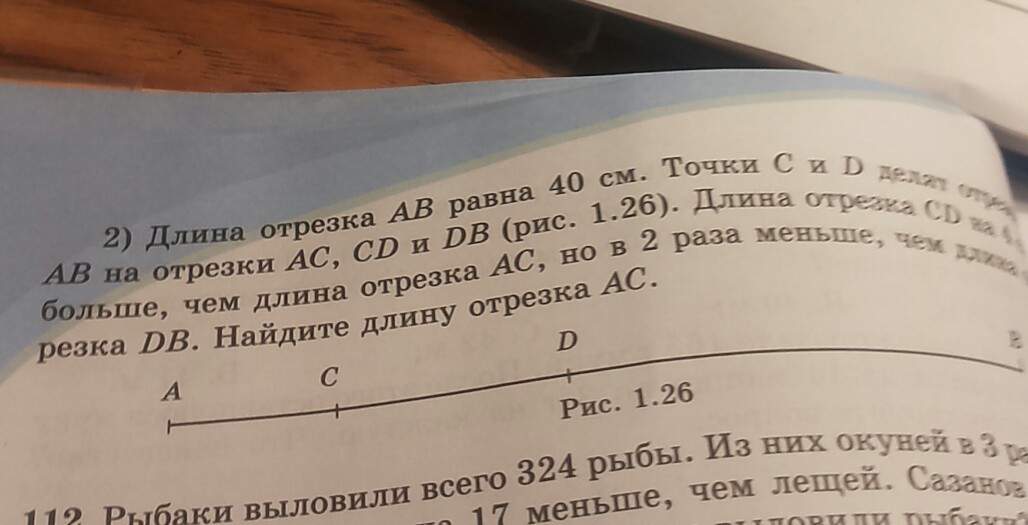 2) Длина отрезка AB равна 40 см. Точки C и D делят
AB на отрезки AC, CD и DB (рис. 1.26). Длина отрезка CD на 4
больше, чем длина отрезка AC, но в 2 раза меньше, чем длина
резка DB. Найдите длину отрезка AC.
A C D B
Рис. 1.26
112. Рыбаки выловили всего 324 рыбы. Из них окуней в 3 ра
17 меньше, чем лещей. Сазанов